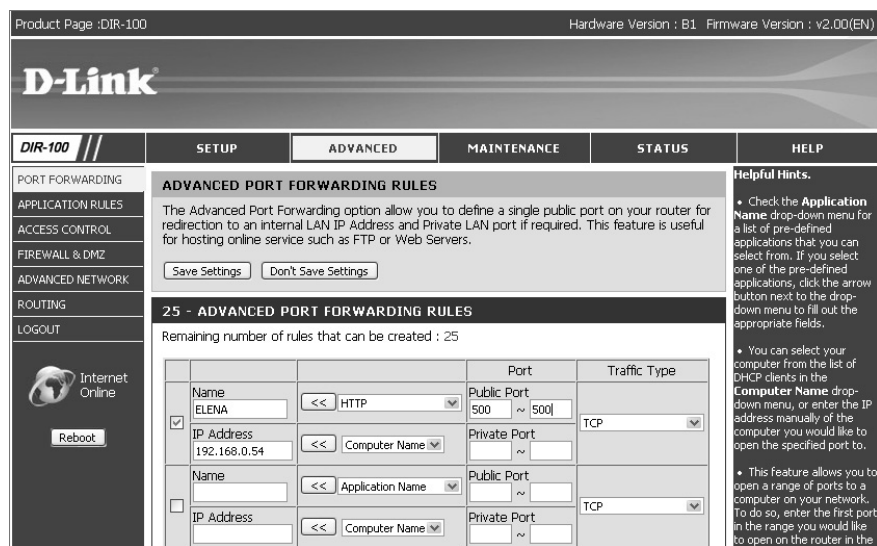 Product Page :DIR-100
Hardware Version : B1 Firmware Version : v2.00(EN)
D-Link
DIR-100
SETUP
ADVANCED
MAINTENANCE
STATUS
HELP
PORT FORWARDING
APPLICATION RULES
ACCESS CONTROL
FIREWALL & DMZ
ADVANCED NETWORK
ROUTING
LOGOUT
Internet
Online
Reboot
ADVANCED PORT FORWARDING RULES
The Advanced Port Forwarding option allow you to define a single public port on your router for
redirection to an internal LAN IP Address and Private LAN port if required. This feature is useful
for hosting online service such as FTP or Web Servers.
Save Settings
Don't Save Settings
25 - ADVANCED PORT FORWARDING RULES
Remaining number of rules that can be created : 25
Port
Traffic Type
Name
ELENA
<< HTTP
Public Port
500 ~ 500
TCP
IP Address
192.168.0.54
<< Computer Name
Private Port
~
Name
<< Application Name
Public Port
~
TCP
IP Address
<< Computer Name
Private Port
~
Helpful Hints.
• Check the Application
Name drop-down menu for
a list of pre-defined
applications that you can
select from. If you select
one of the pre-defined
applications, click the arrow
button next to the drop-
down menu to fill out the
appropriate fields.
• You can select your
computer from the list of
DHCP clients in the
Computer Name drop-
down menu, or enter the IP
address manually of the
computer you would like to
open the specified port to.
• This feature allows you to
open a range of ports to a
computer on your network.
To do so, enter the first port
in the range you would like
to open on the router in the